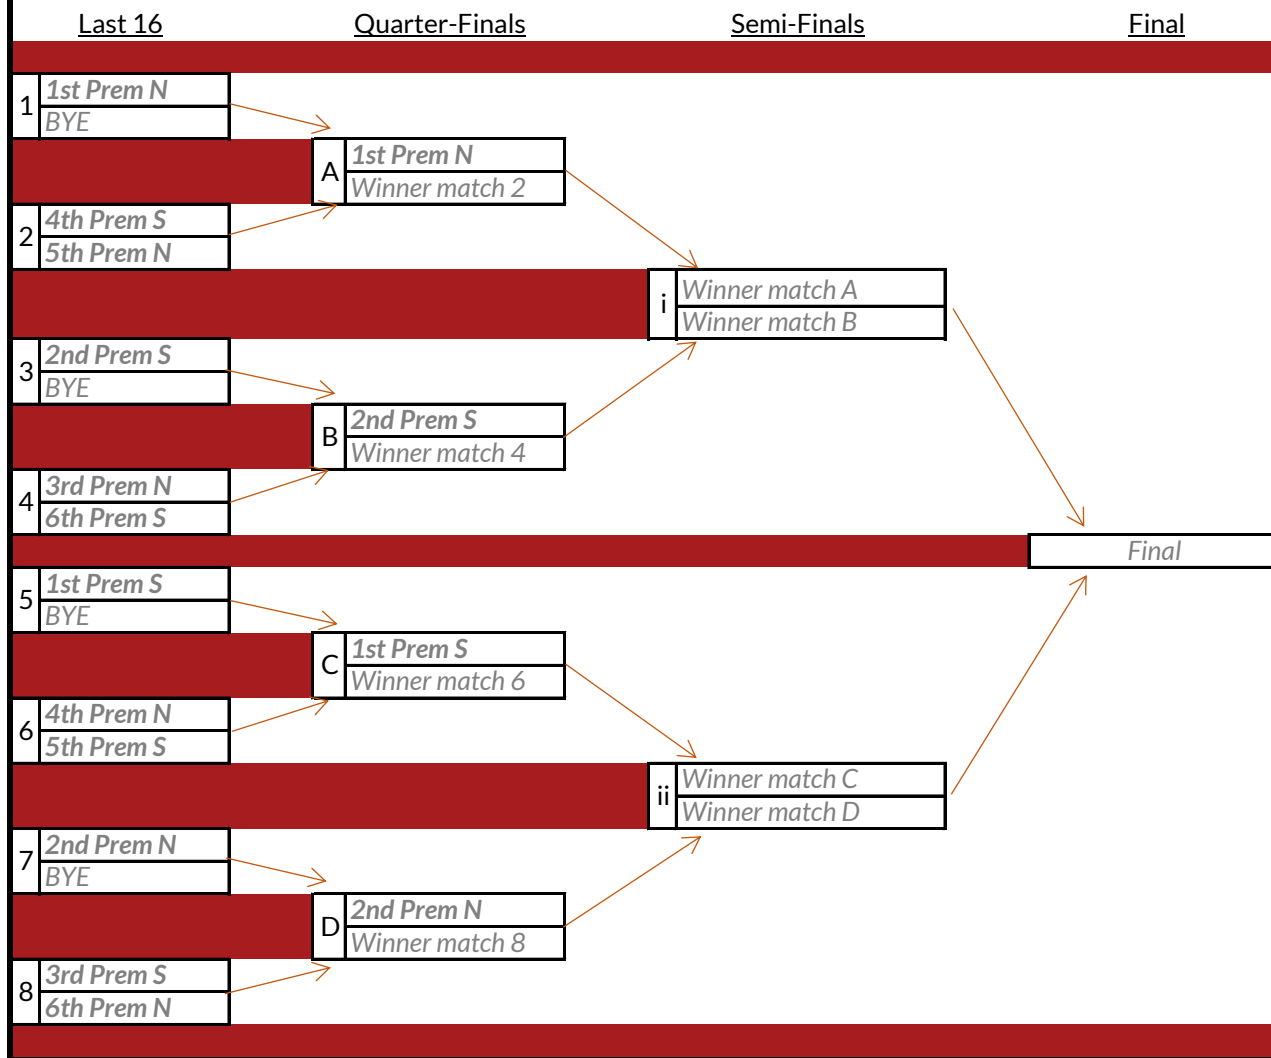 Last 16 Quarter-Finals Semi-Finals Final
1 1st Prem N
BYE
A 1st Prem N
Winner match 2
2 4th Prem S
5th Prem N
i Winner match A
Winner match B
3 2nd Prem S
BYE
B 2nd Prem S
Winner match 4
4 3rd Prem N
6th Prem S
Final
5 1st Prem S
BYE
C 1st Prem S
Winner match 6
6 4th Prem N
5th Prem S
ii Winner match C
Winner match D
7 2nd Prem N
BYE
D 2nd Prem N
Winner match 8
8 3rd Prem S
6th Prem N